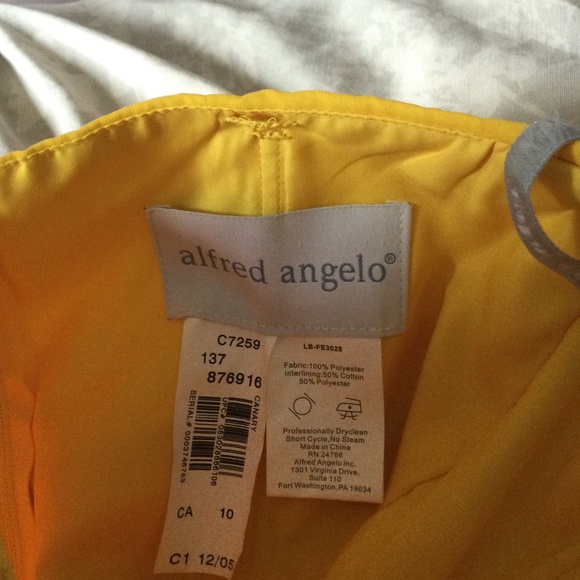 alfred angelo®
C7259
137
876916
CANARY
SERIAL# 0003746769
CA 10
C1 12/05
LB-FE3026
Fabric:100% Polyester
Interlining:50% Cotton
50% Polyester
Professionally Dryclean
Short Cycle, No Steam
Made in China
RN 24766
Alfred Angelo Inc.
1301 Virginia Drive,
Suite 110
Fort Washington, PA 19034